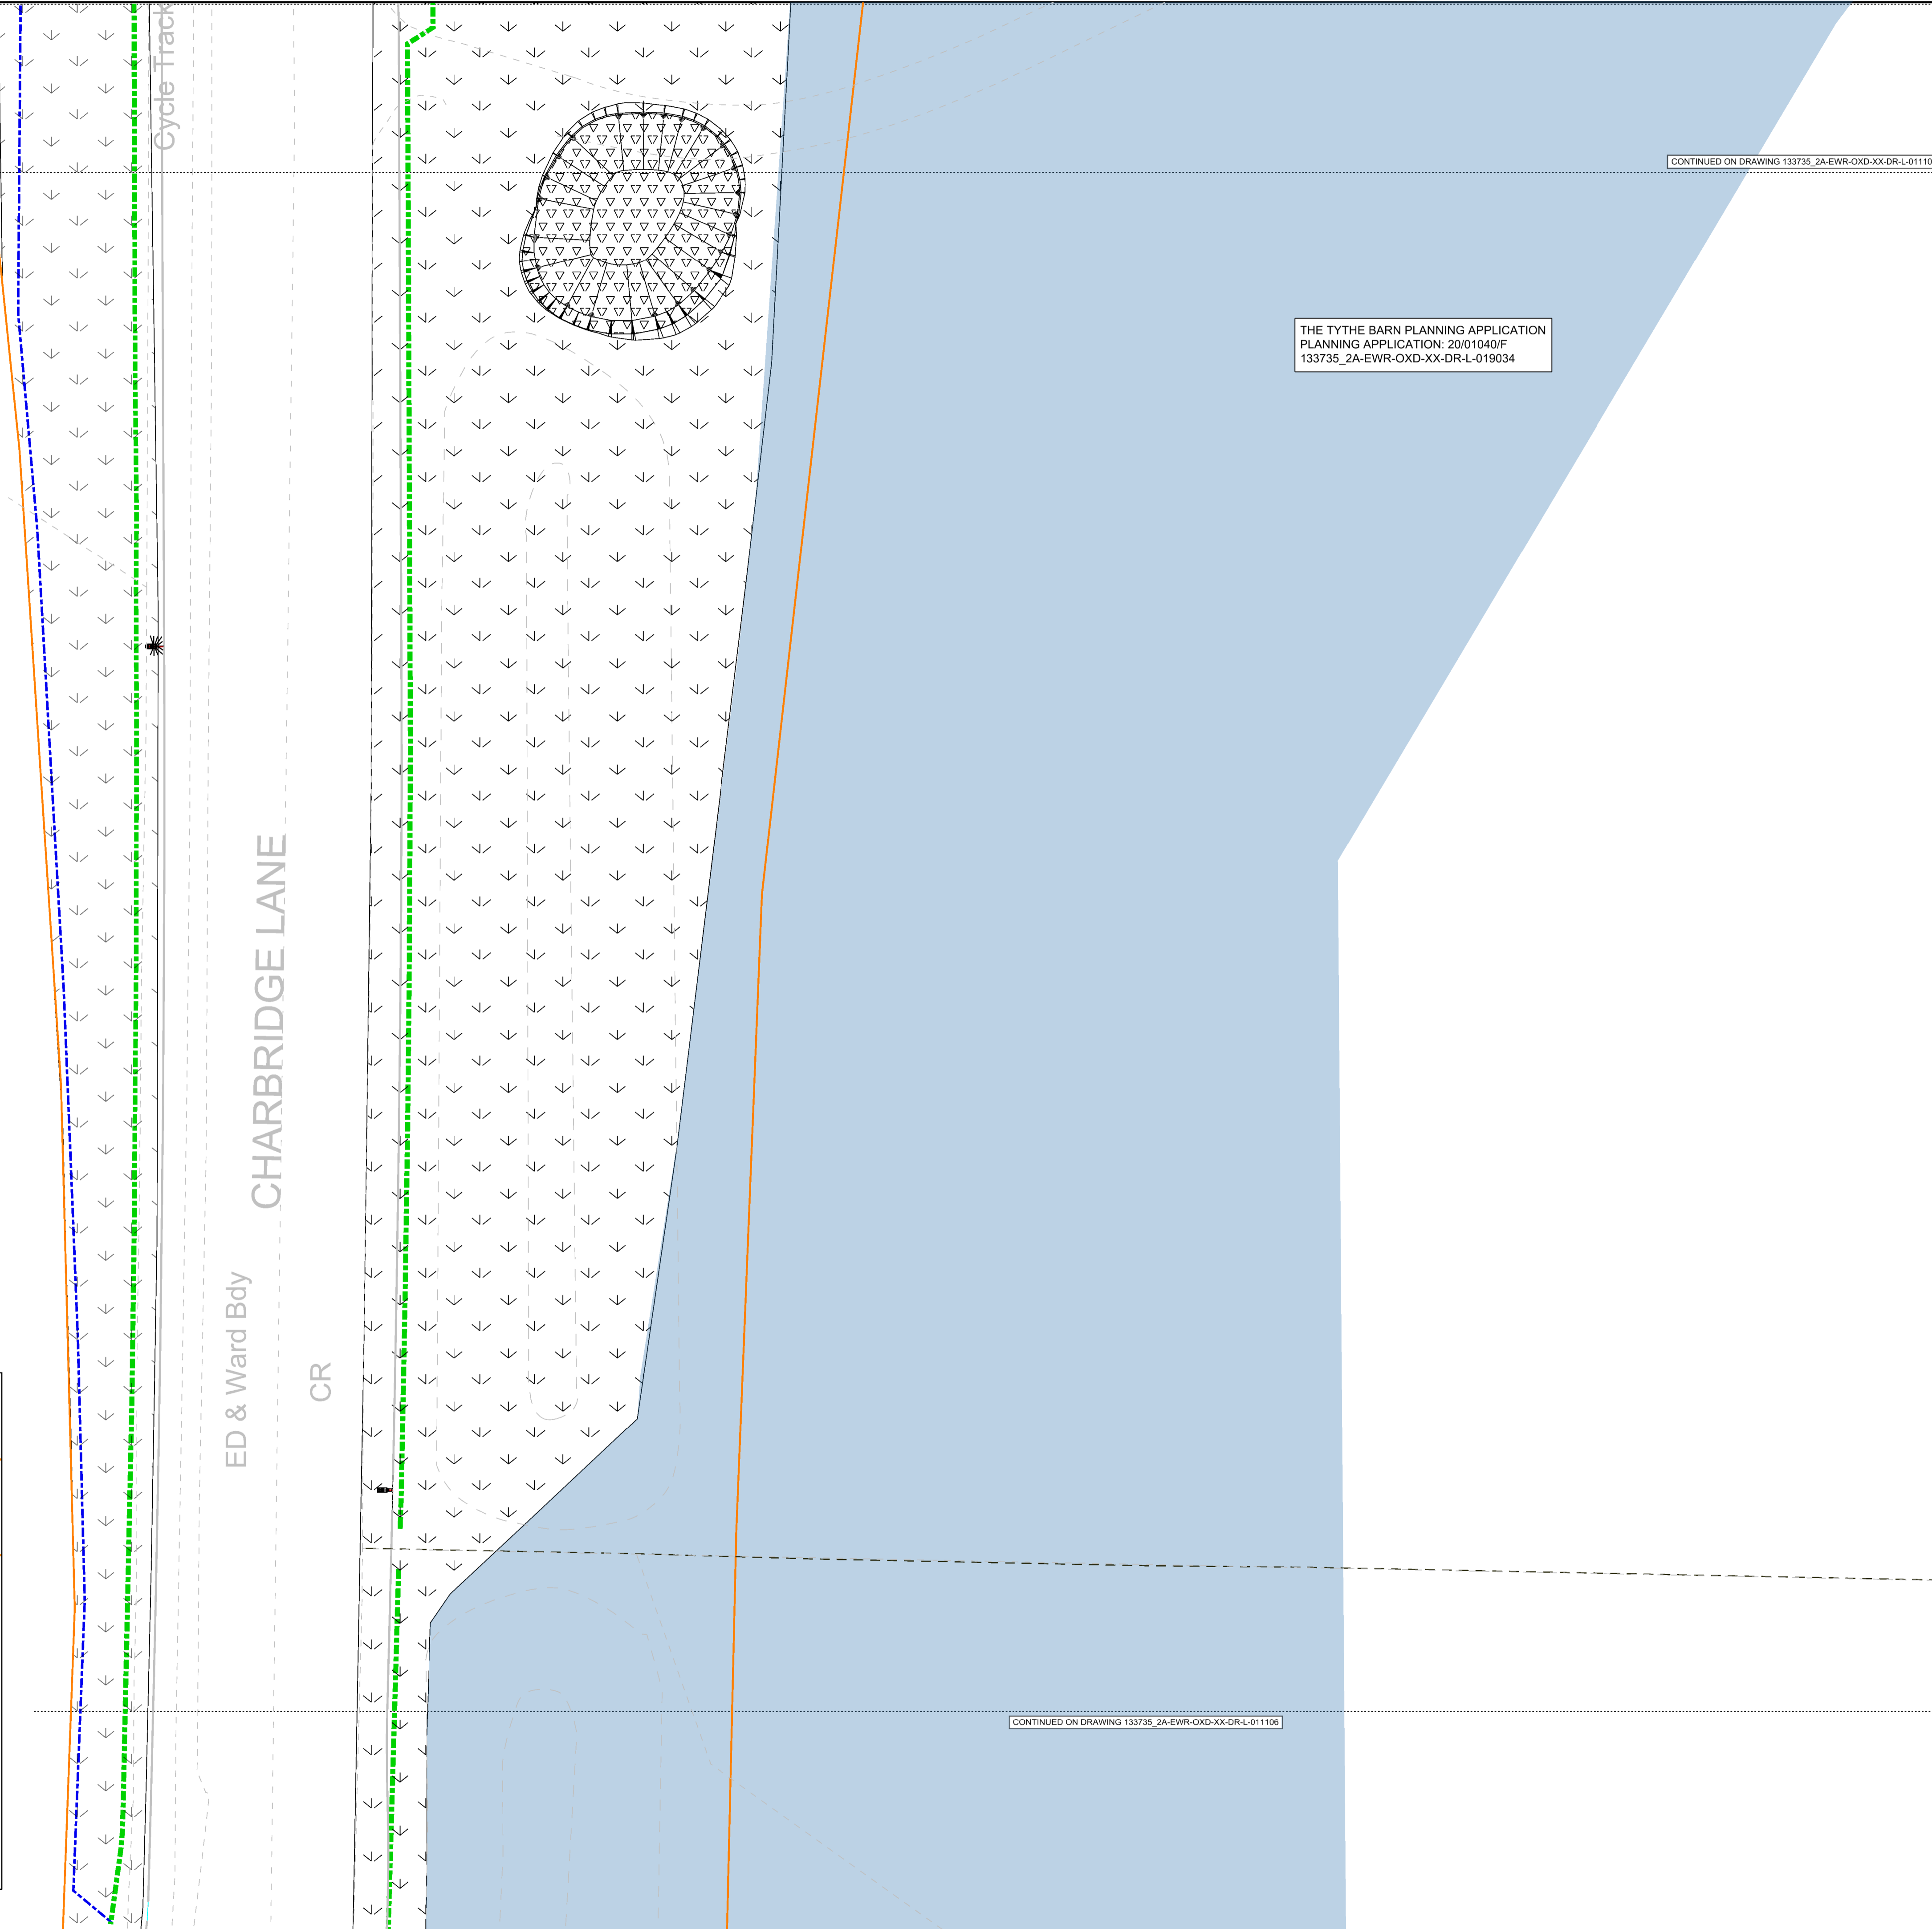 Cycle Track
CONTINUED ON DRAWING 133735_2A-EWR-OXD-XX-DR-L-01110
THE TYTHE BARN PLANNING APPLICATION
PLANNING APPLICATION: 20/01040/F
133735_2A-EWR-OXD-XX-DR-L-019034
CHARBRIDGE LANE
ED & Ward Bdy
CR
CONTINUED ON DRAWING 133735_2A-EWR-OXD-XX-DR-L-011106